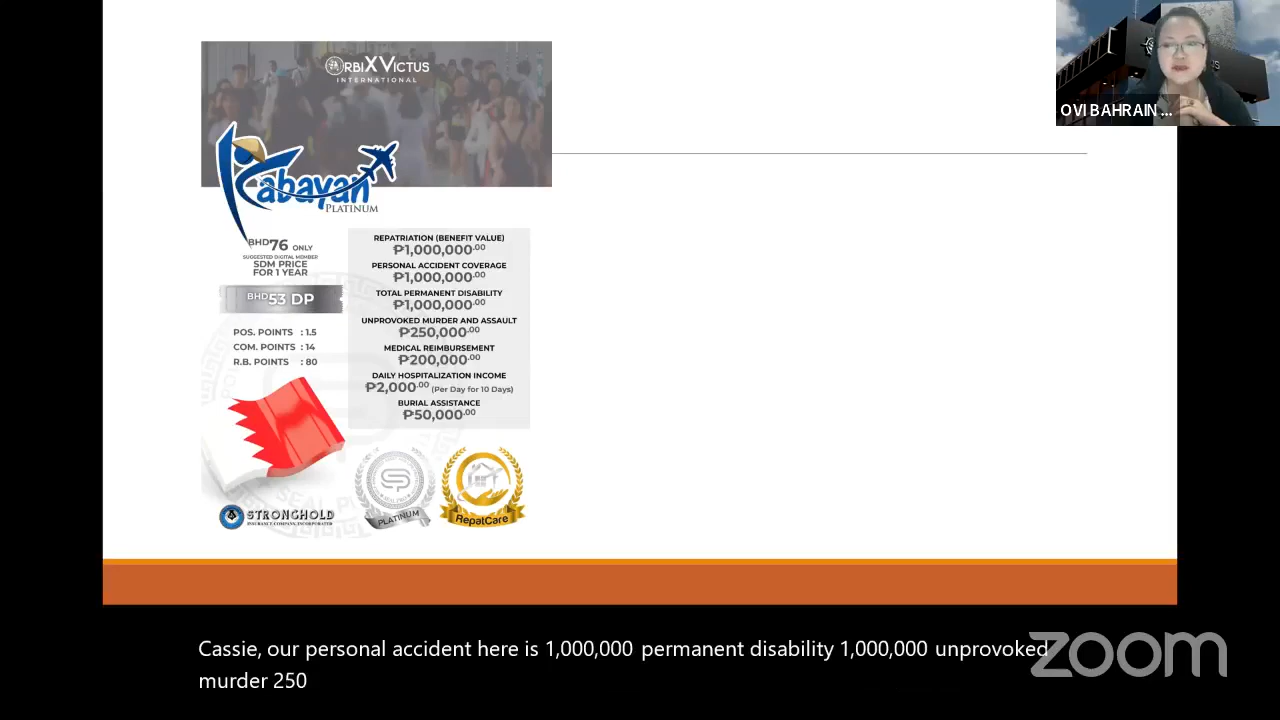 ORBIXVICTUS
INTERNATIONAL
Kabayan
PLATINUM
BHD76 ONLY
SUGGESTED DIGITAL MEMBER
SDM PRICE
FOR 1 YEAR
BHD53 DP
POS. POINTS : 1.5
COM. POINTS : 14
R.B. POINTS : 80
REPATRIATION (BENEFIT VALUE)
₱1,000,000.00
PERSONAL ACCIDENT COVERAGE
₱1,000,000.00
TOTAL PERMANENT DISABILITY
₱1,000,000.00
UNPROVOKED MURDER AND ASSAULT
₱250,000.00
MEDICAL REIMBURSEMENT
₱200,000.00
DAILY HOSPITALIZATION INCOME
₱2,000.00 (Per Day for 10 Days)
BURIAL ASSISTANCE
₱50,000.00
STRONGHOLD
INSURANCE COMPANY, INCORPORATED
PLATINUM
RepatCare
OVI BAHRAIN ...
Cassie, our personal accident here is 1,000,000 permanent disability 1,000,000 unprovoked
murder 250
zoom